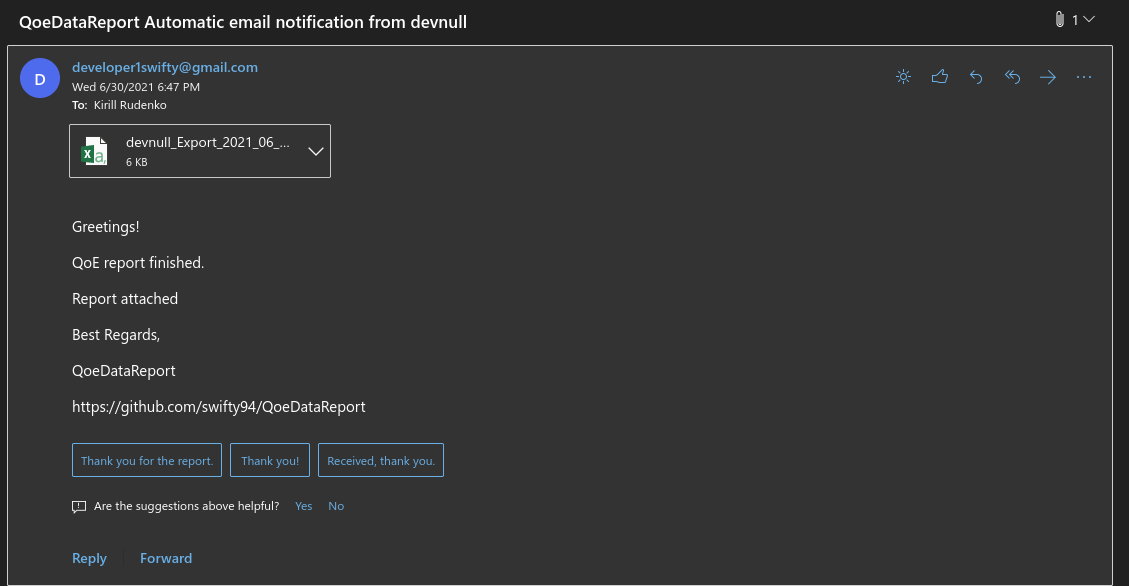 QoeDataReport Automatic email notification from devnull
1
D
developer1swifty@gmail.com
Wed 6/30/2021 6:47 PM
To: Kirill Rudenko
devnull_Export_2021_06_...
6 KB
Greetings!
QoE report finished.
Report attached
Best Regards,
QoeDataReport
https://github.com/swifty94/QoeDataReport
Thank you for the report. Thank you! Received, thank you.
Are the suggestions above helpful? Yes No
Reply Forward